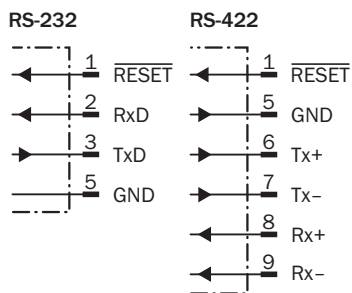 RS-232
1 RESET
2 RxD
3 TxD
5 GND
RS-422
1 RESET
5 GND
6 Tx+
7 Tx–
8 Rx+
9 Rx–